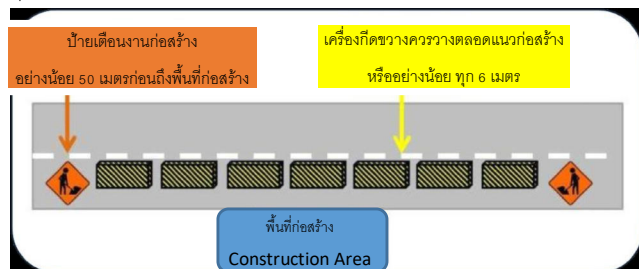 ป้ายเตือนงานก่อสร้าง
อย่างน้อย 50 เมตรก่อนถึงพื้นที่ก่อสร้าง
เครื่องกีดขวางควรวางตลอดแนวก่อสร้าง
หรืออย่างน้อย ทุก 6 เมตร
พื้นที่ก่อสร้าง
Construction Area